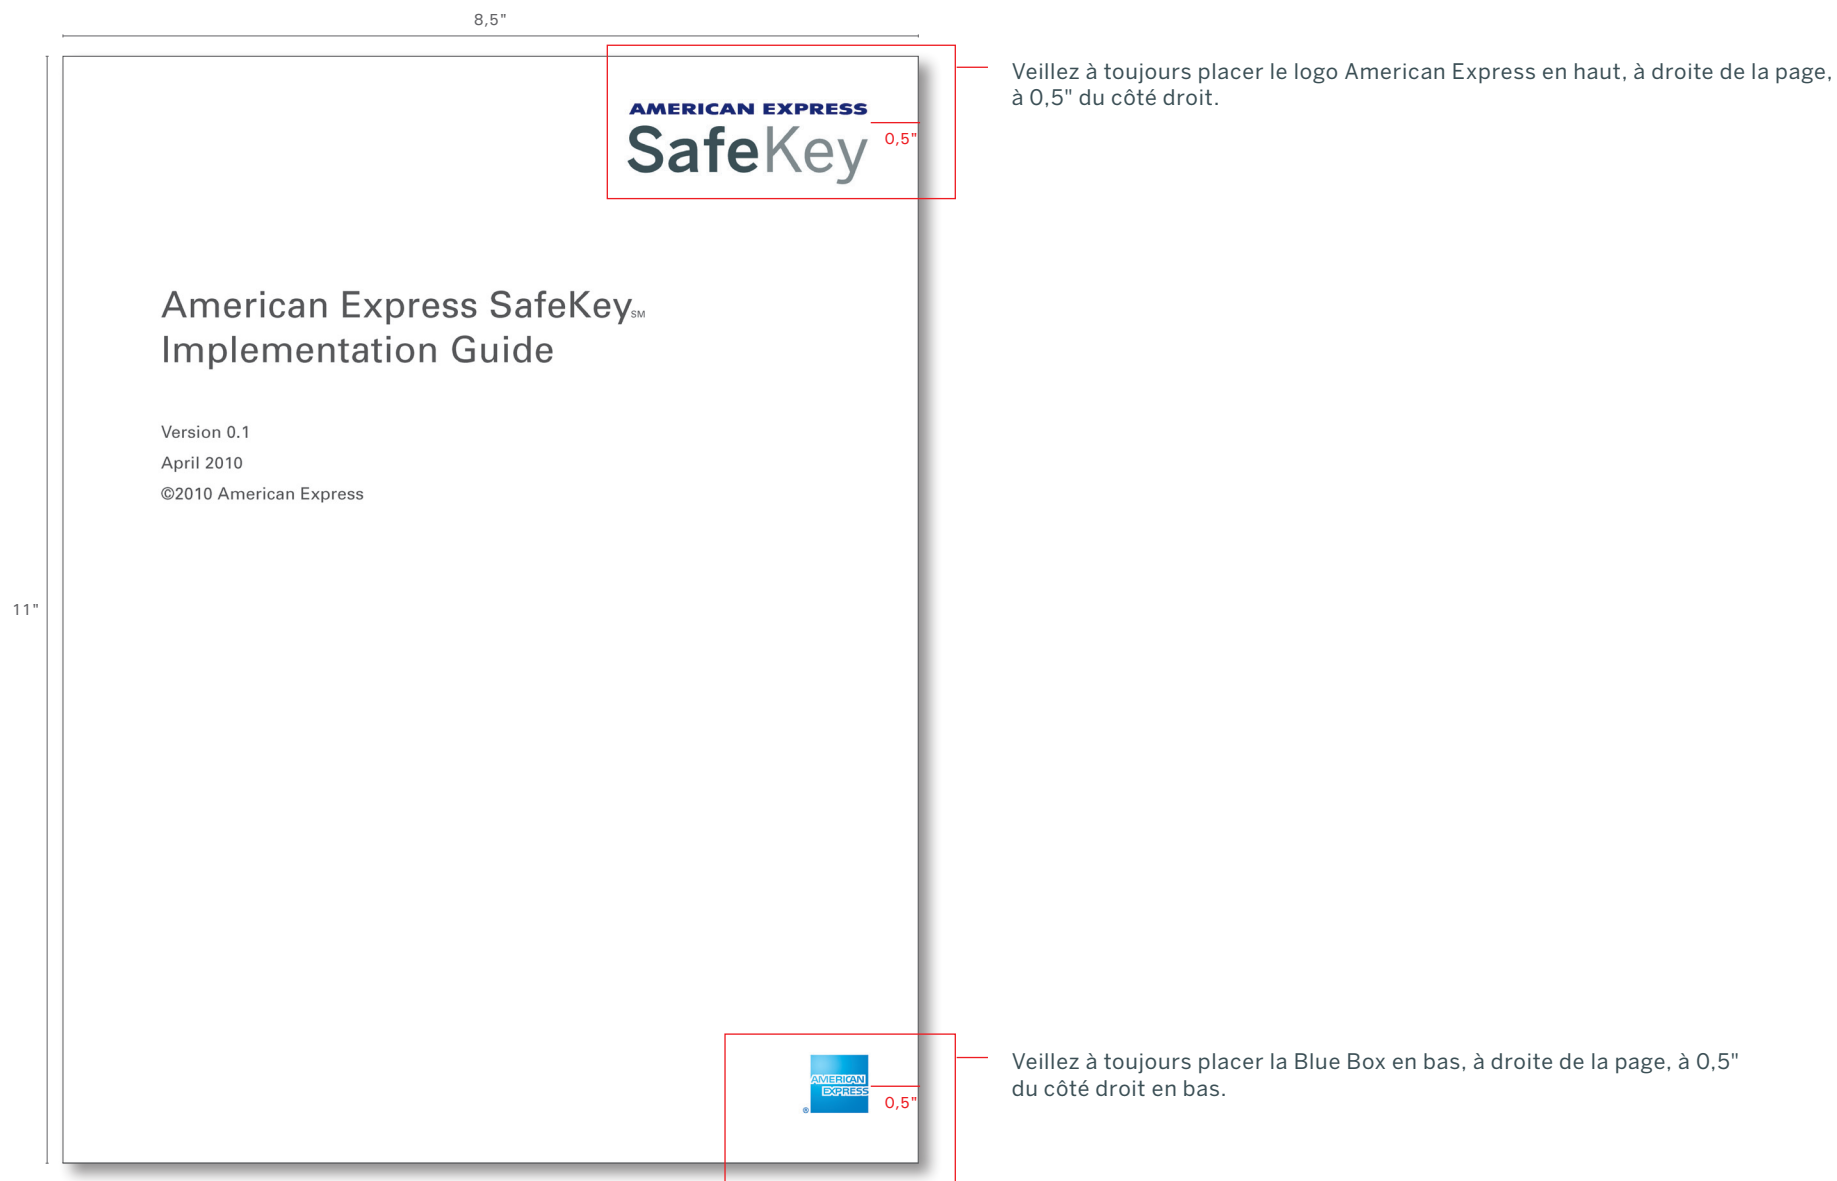 8,5"
Veillez à toujours placer le logo American Express en haut, à droite de la page,
à 0,5" du côté droit.
AMERICAN EXPRESS
0,5"
SafeKey
American Express SafeKey℠
Implementation Guide
Version 0.1
April 2010
©2010 American Express
11"
Veillez à toujours placer la Blue Box en bas, à droite de la page, à 0,5"
du côté droit en bas.
AMERICAN
EXPRESS
®
0,5"